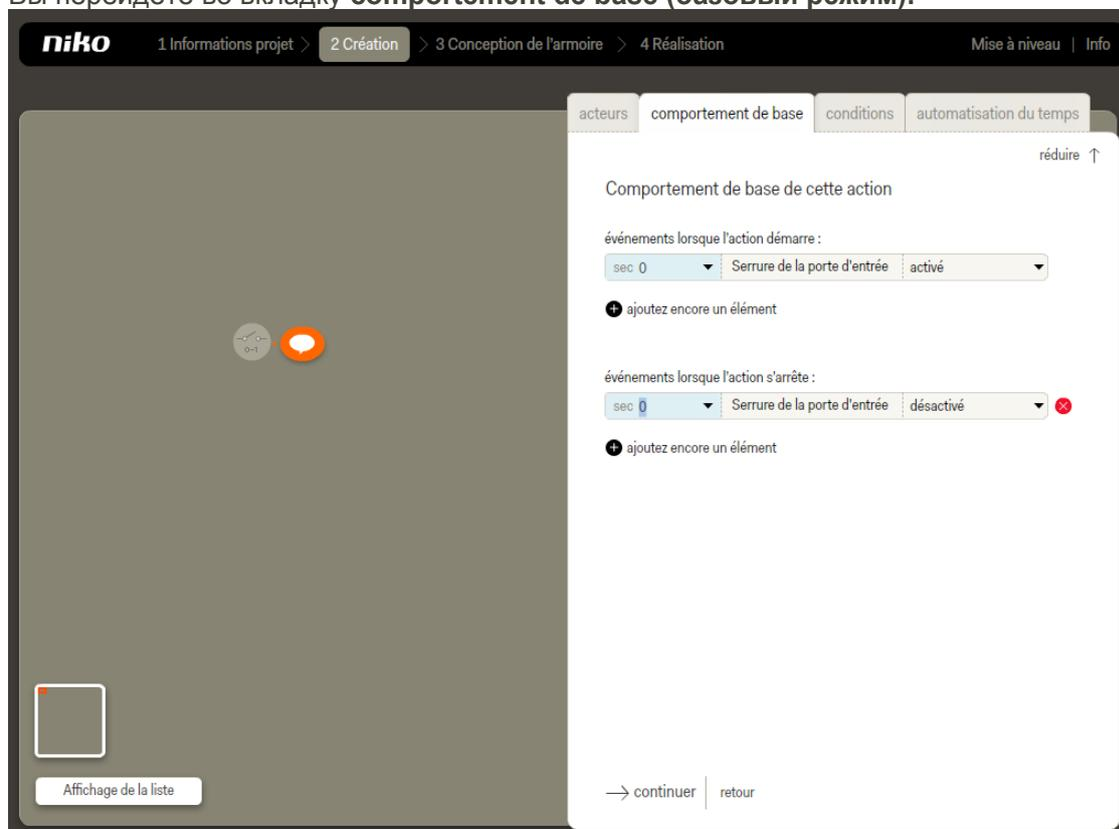 Вы перейдете во вкладку comportement de base (базовый режим).
niko 1 Informations projet > 2 Création > 3 Conception de l'armoire > 4 Réalisation Mise à niveau | Info
acteurs comportement de base conditions automatisation du temps
réduire ↑
Comportement de base de cette action
événements lorsque l'action démarre :
sec 0 Serrure de la porte d'entrée activé
ajoutez encore un élément
0-1
événements lorsque l'action s'arrête :
sec 0 Serrure de la porte d'entrée désactivé
ajoutez encore un élément
Affichage de la liste
→ continuer | retour